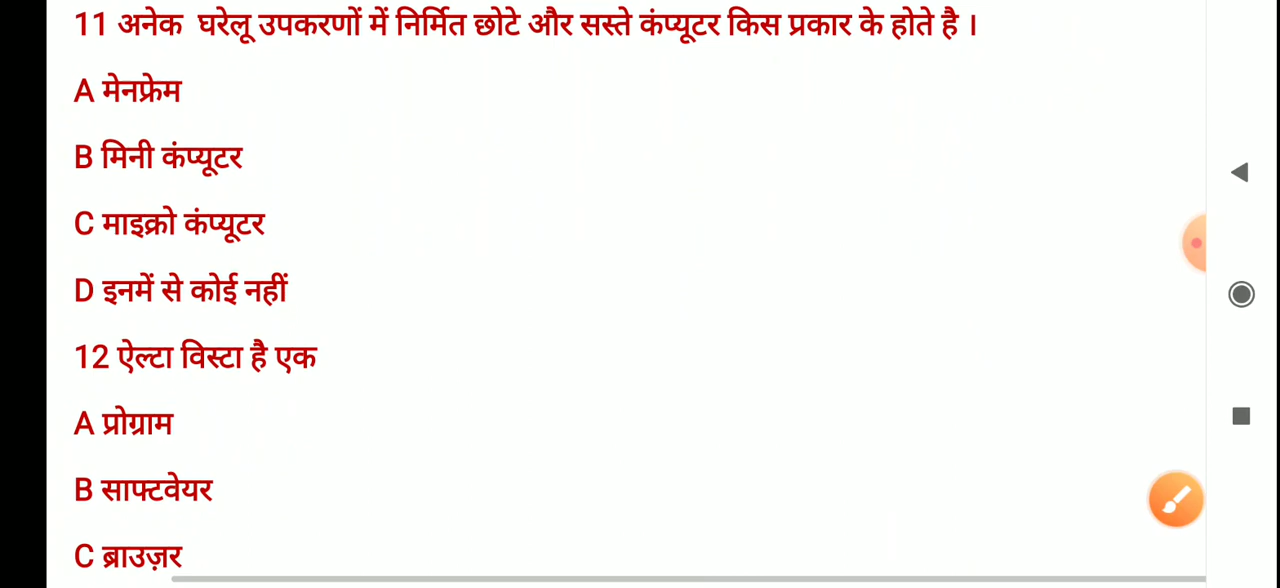 11 अनेक घरेलू उपकरणों में निर्मित छोटे और सस्ते कंप्यूटर किस प्रकार के होते है ।
A मेनफ्रेम
B मिनी कंप्यूटर
C माइक्रो कंप्यूटर
D इनमें से कोई नहीं
12 ऐल्टा विस्टा है एक
A प्रोग्राम
B साफ्टवेयर
C ब्राउज़र